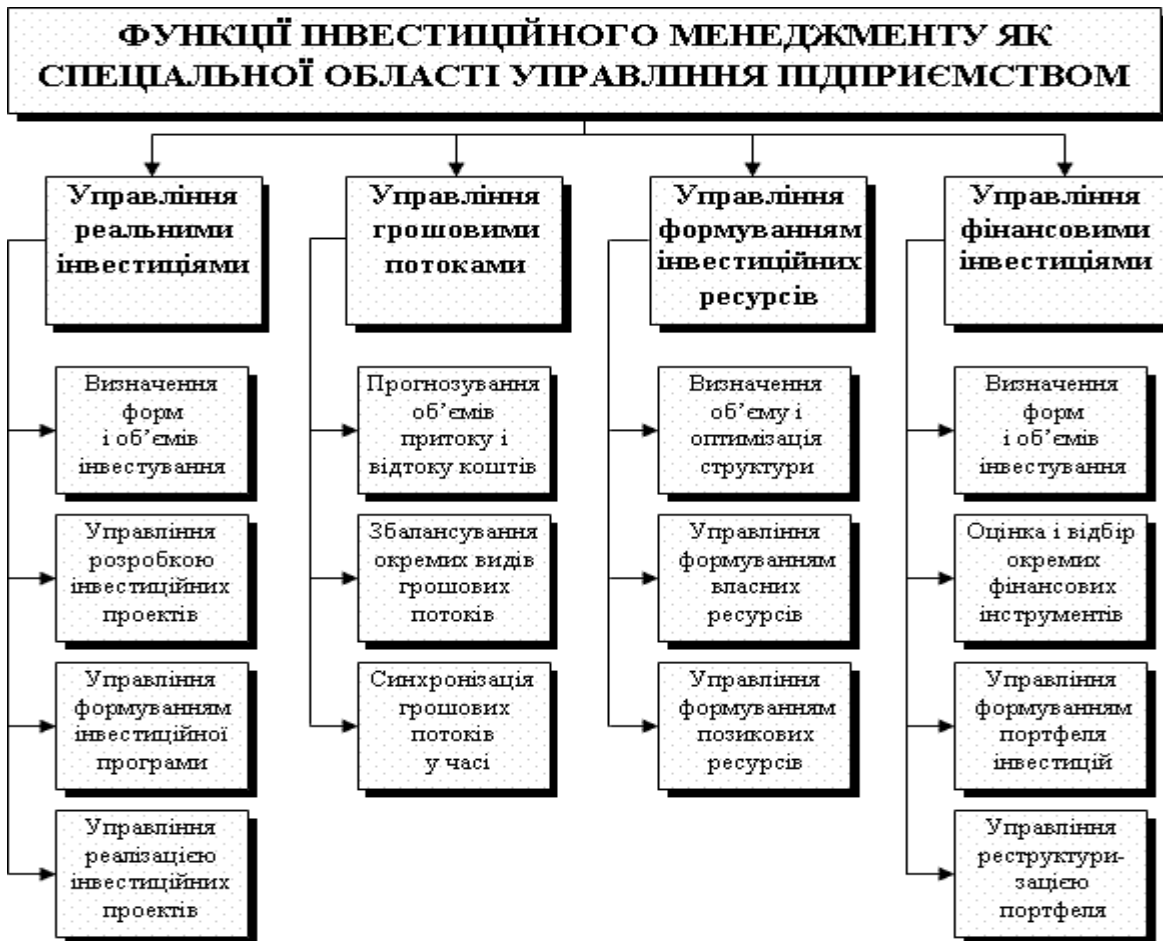 ФУНКЦІЇ ІНВЕСТИЦІЙНОГО МЕНЕДЖМЕНТУ ЯК
СПЕЦІАЛЬНОЇ ОБЛАСТІ УПРАВЛІННЯ ПІДПРИЄМСТВОМ
Управління
реальними
інвестиціями
Визначення
форм
і об’ємів
інвестування
Управління
розробкою
інвестиційних
проектів
Управління
формуванням
інвестиційної
програми
Управління
реалізацією
інвестиційних
проектів
Управління
грошовими
потоками
Прогнозування
об’ємів
притоку і
відтоку коштів
Збалансування
окремих видів
грошових
потоків
Синхронізація
грошових
потоків
у часі
Управління
формуванням
інвестиційних
ресурсів
Визначення
об’єму і
оптимізація
структури
Управління
формуванням
власних
ресурсів
Управління
формуванням
позикових
ресурсів
Управління
фінансовими
інвестиціями
Визначення
форм
і об’ємів
інвестування
Оцінка і відбір
окремих
фінансових
інструментів
Управління
формуванням
портфеля
інвестицій
Управління
реструктури-
зацією
портфеля